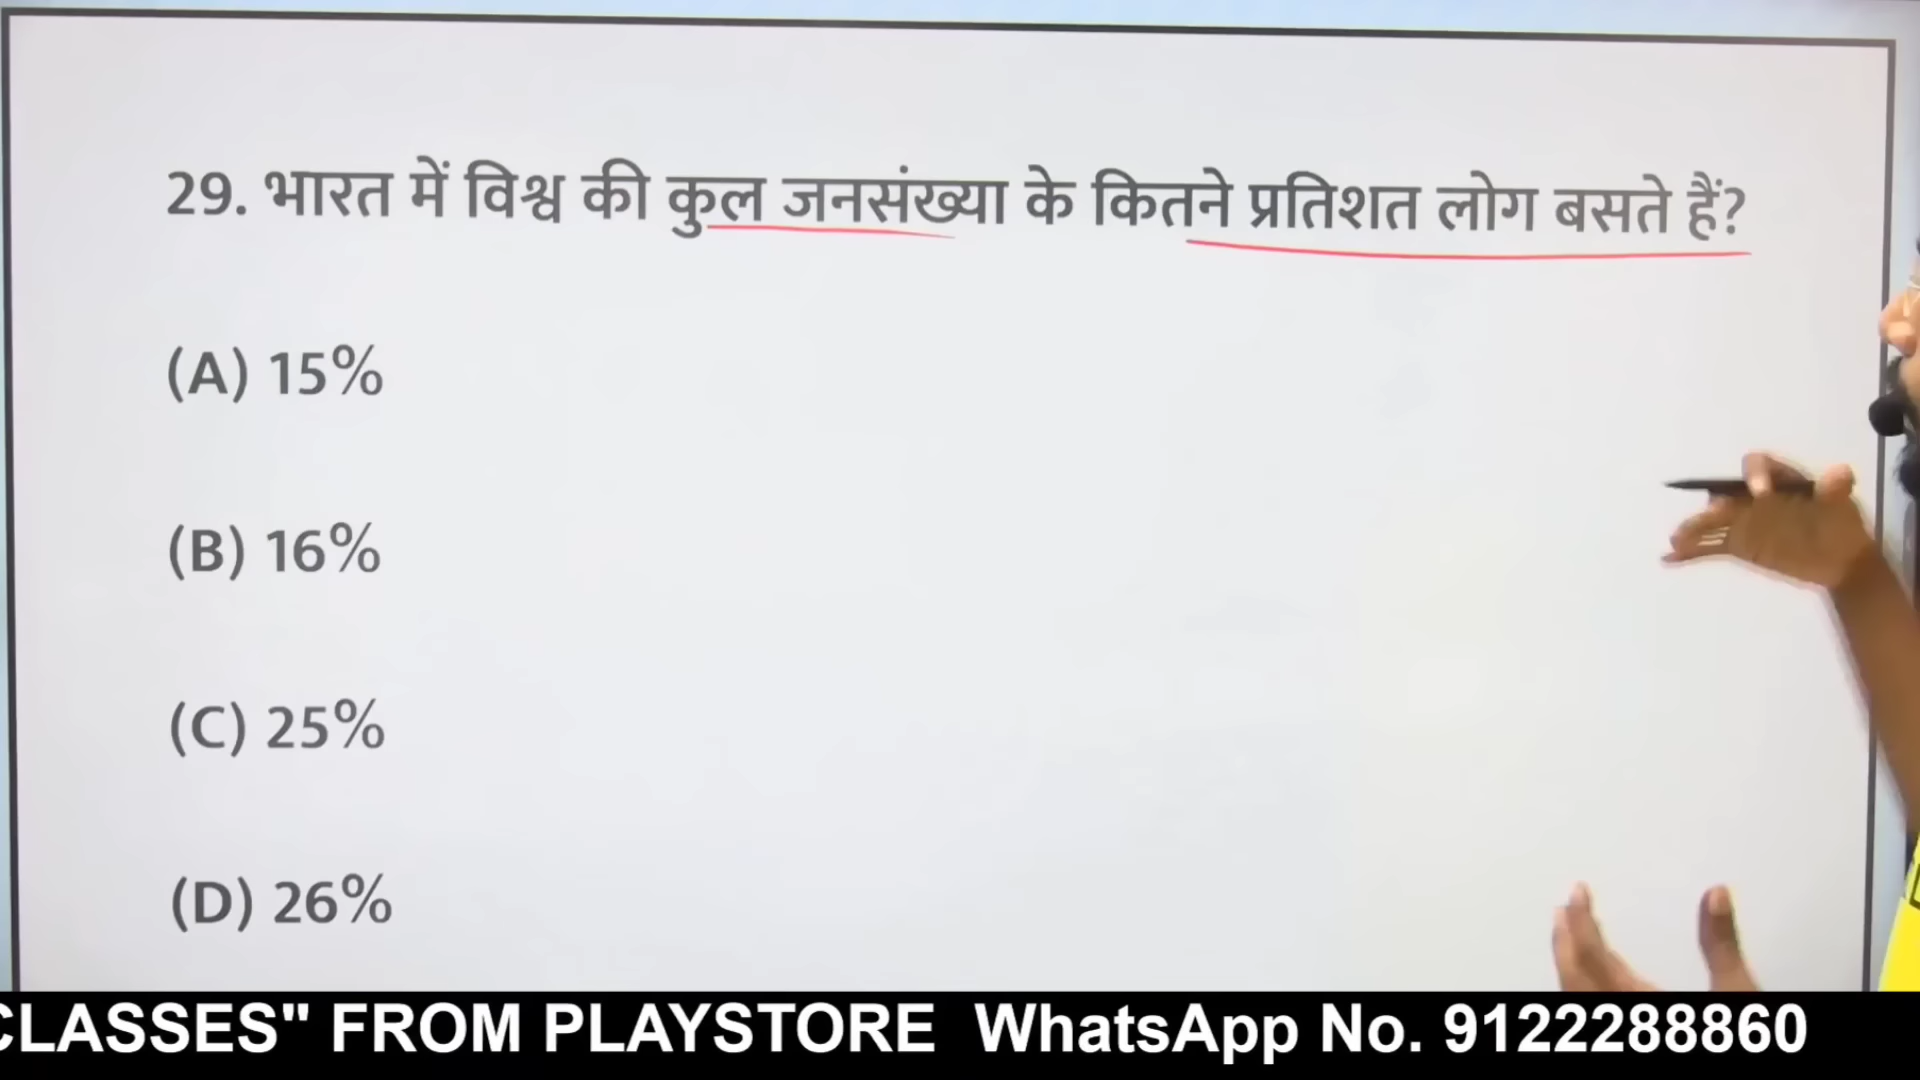 29. भारत में विश्व की कुल जनसंख्या के कितने प्रतिशत लोग बसते हैं?
(A) 15%
(B) 16%
(C) 25%
(D) 26%
CLASSES" FROM PLAYSTORE WhatsApp No. 9122288860